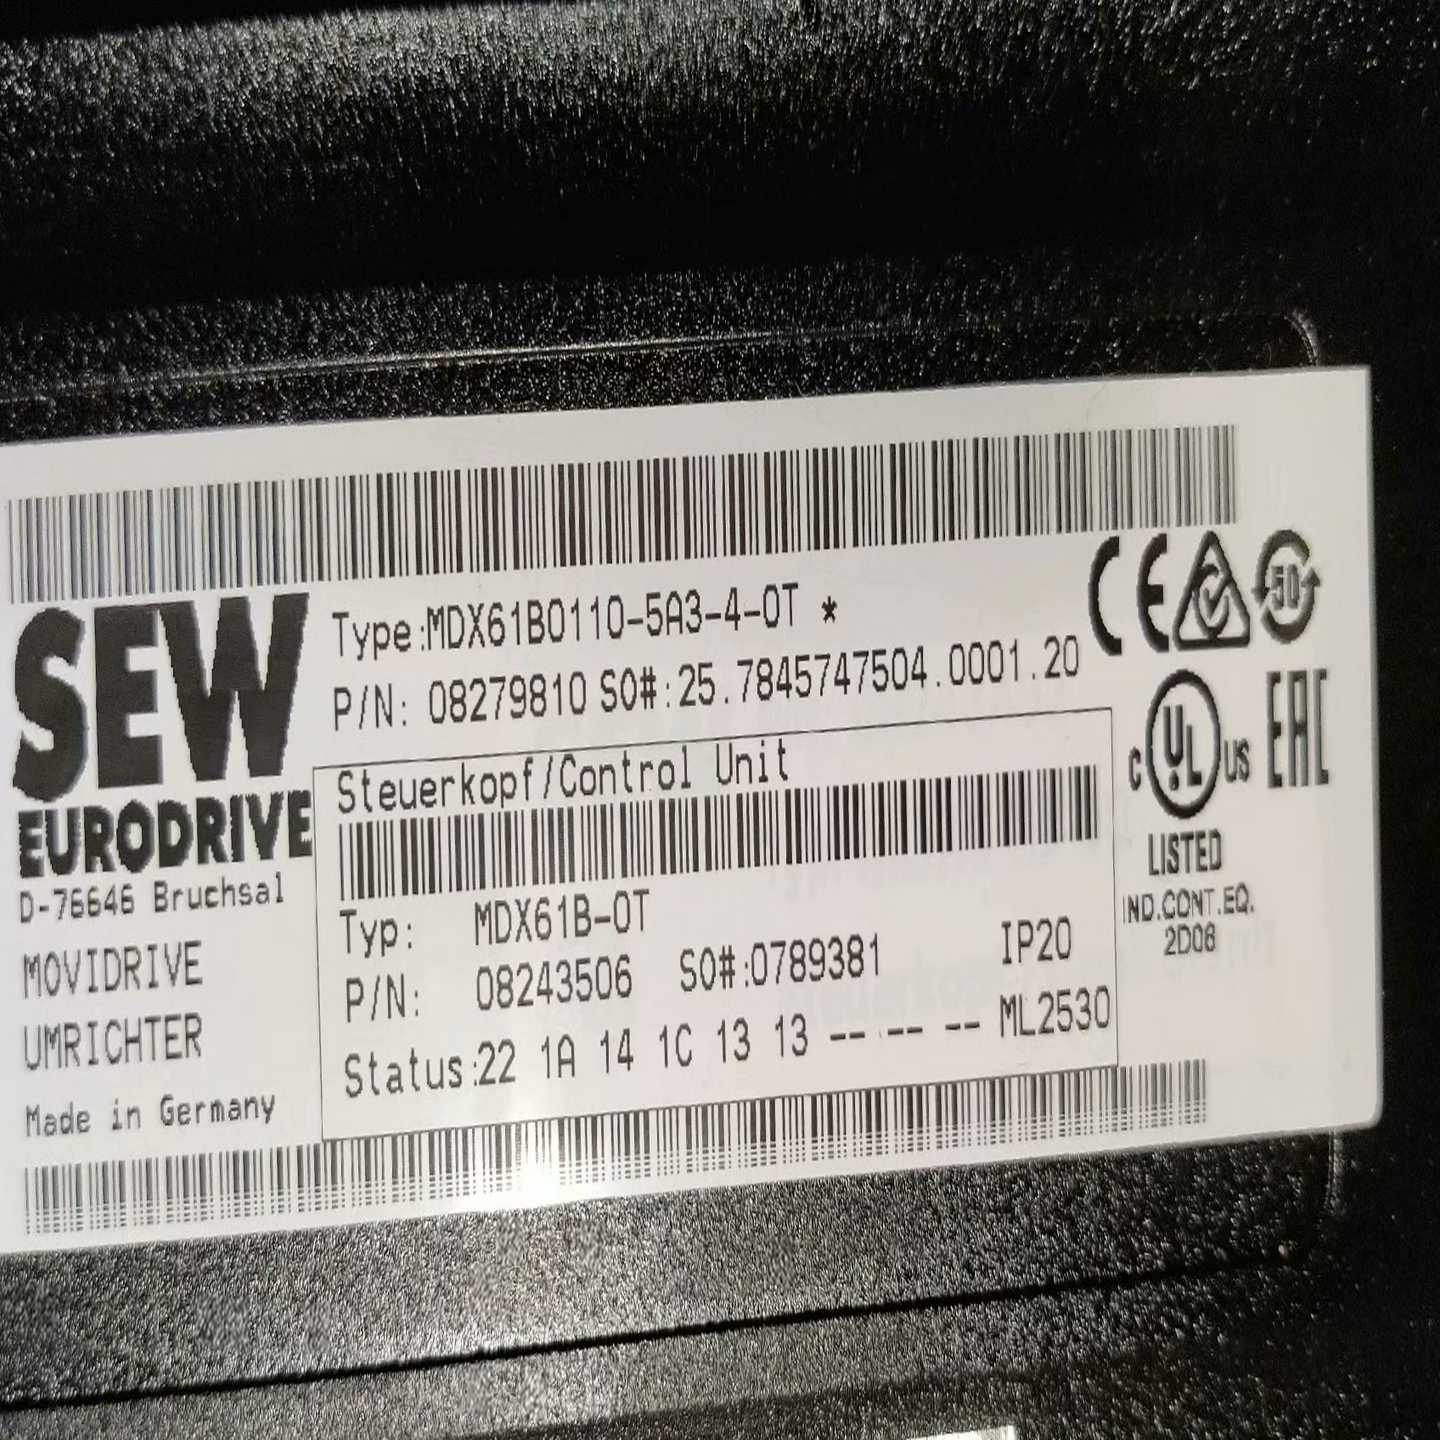 SEW
EURODRIVE
D-76646 Bruchsal
MOVIDRIVE
UMRICHTER
Made in Germany
Type:MDX61B0110-5A3-4-0T *
P/N: 08279810 SO#:25.7845747504.0001.20
Steuerkopf/Control Unit
Typ: MDX61B-0T
P/N: 08243506 SO#:0789381 IP20
Status:22 1A 14 1C 13 13 -- -- -- ML2530
CE 50
c UL US EAC
LISTED
IND.CONT.EQ.
2D06